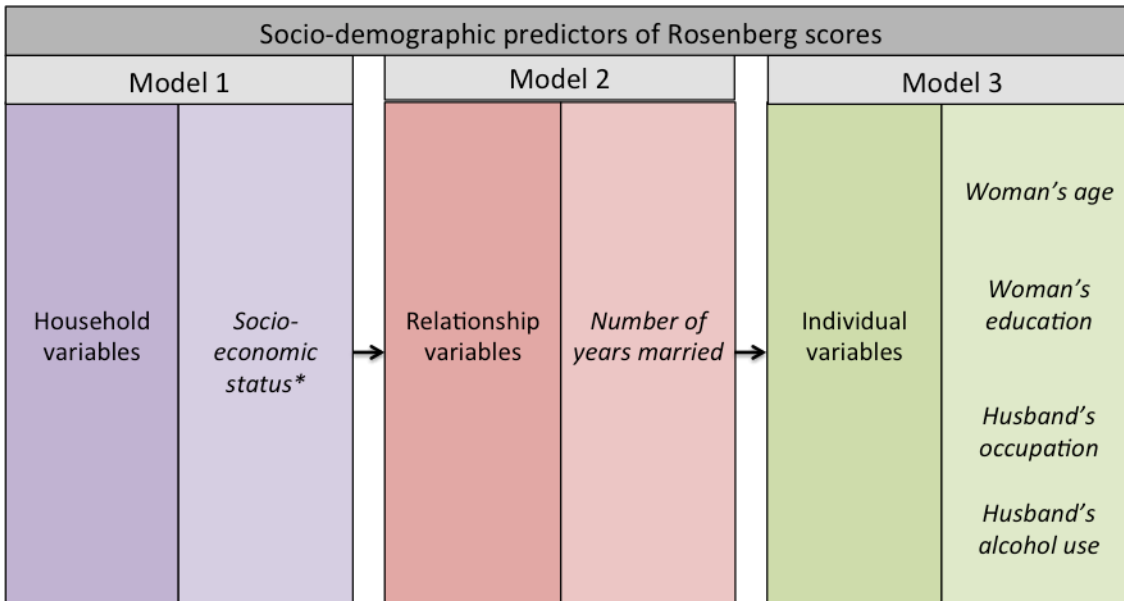 Socio-demographic predictors of Rosenberg scores
Model 1
Household
variables
Socio-
economic
status*
Model 2
Relationship
variables
Number of
years married
Model 3
Individual
variables
Woman's age
Woman's
education
Husband's
occupation
Husband's
alcohol use